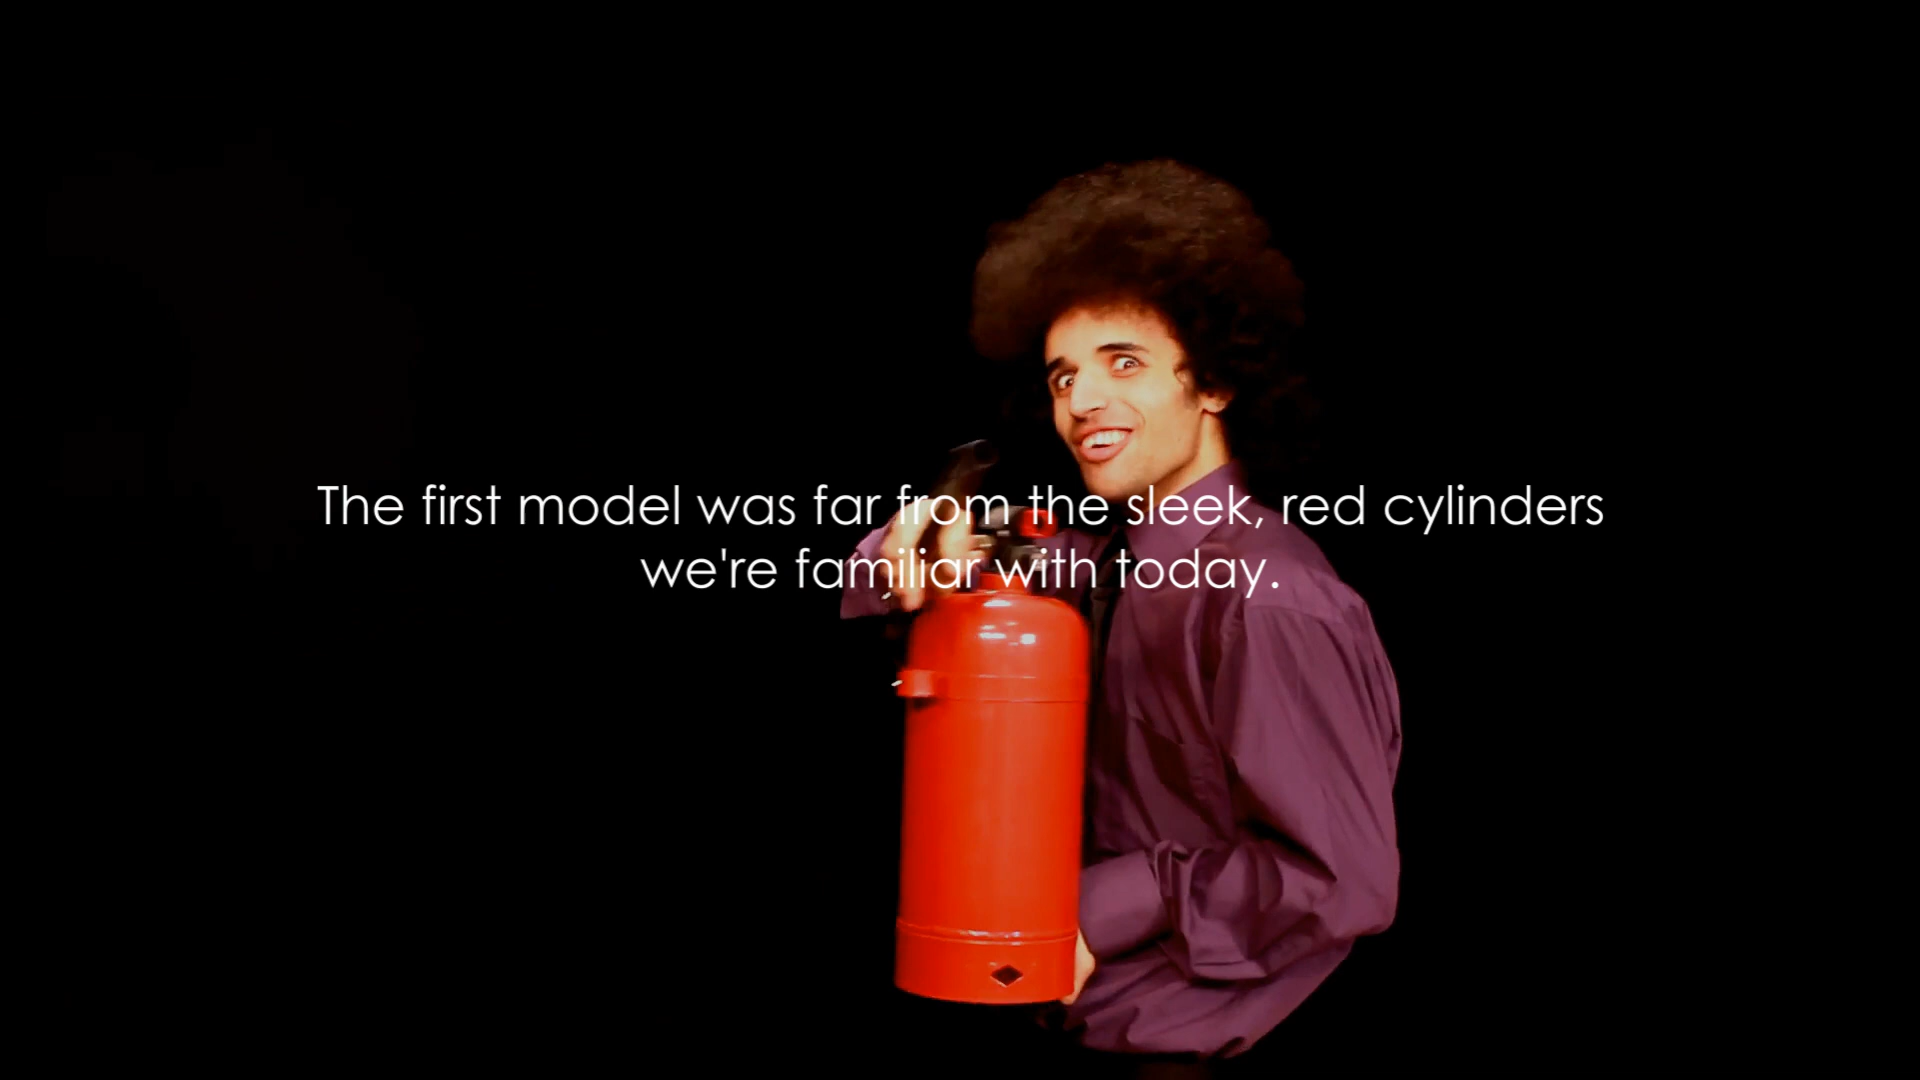 The first model was far from the sleek, red cylinders
we're familiar with today.